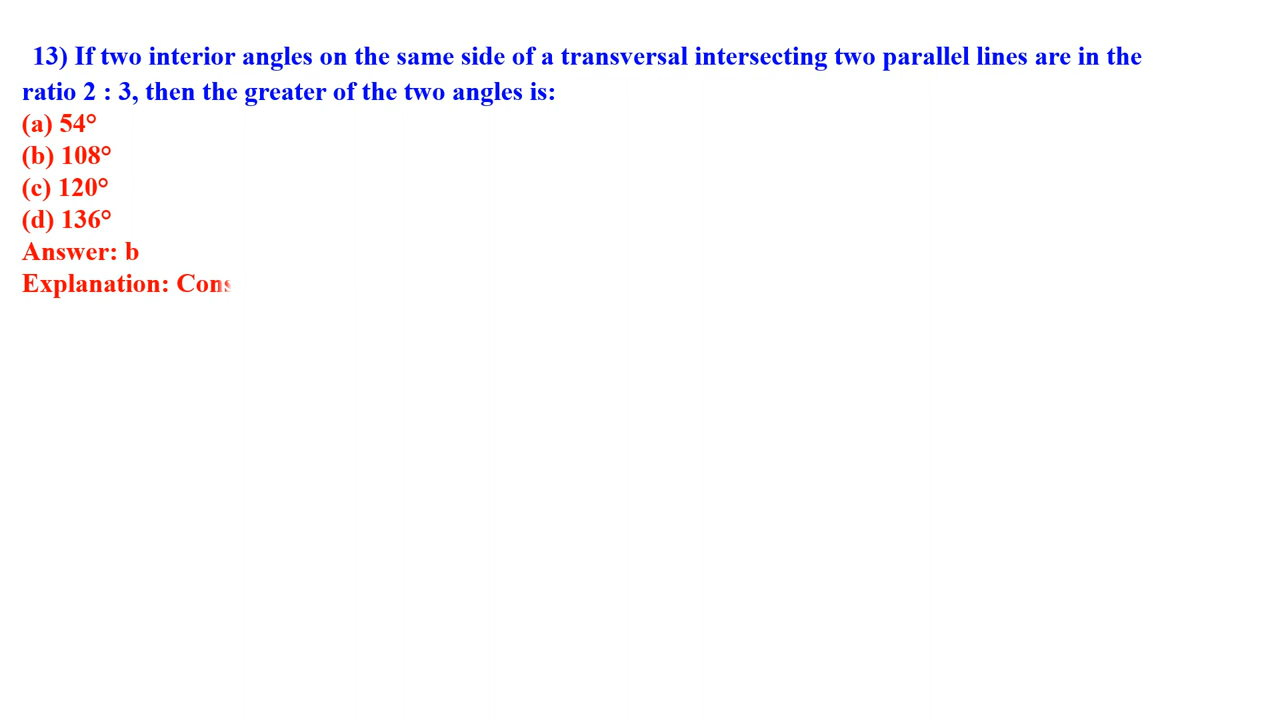 13) If two interior angles on the same side of a transversal intersecting two parallel lines are in the
ratio 2 : 3, then the greater of the two angles is:
(a) 54°
(b) 108°
(c) 120°
(d) 136°
Answer: b
Explanation: Cons